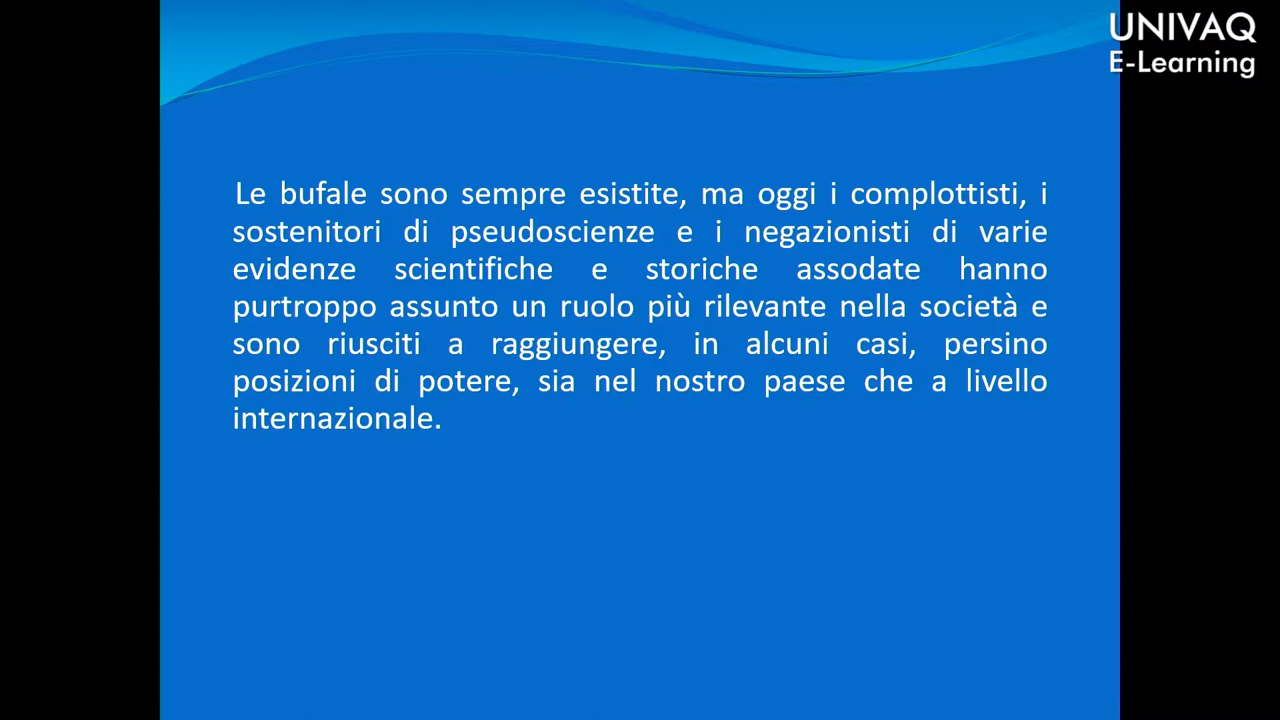 UNIVAQ
E-Learning
Le bufale sono sempre esistite, ma oggi i complottisti, i
sostenitori di pseudoscienze e i negazionisti di varie
evidenze scientifiche e storiche assodate hanno
purtroppo assunto un ruolo più rilevante nella società e
sono riusciti a raggiungere, in alcuni casi, persino
posizioni di potere, sia nel nostro paese che a livello
internazionale.